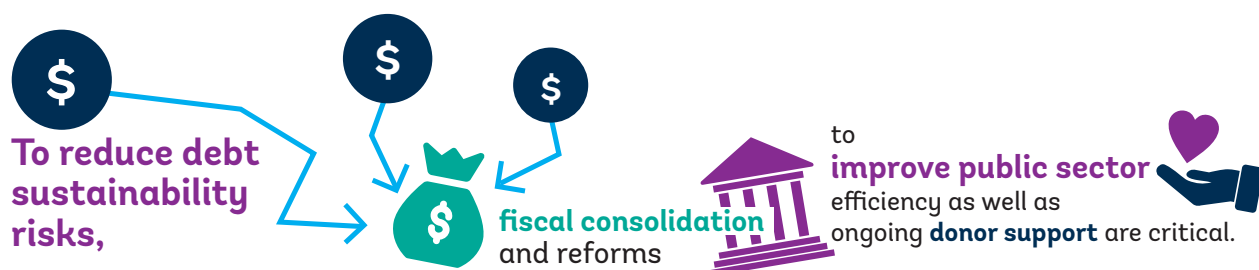 $
$
$
$
To reduce debt
sustainability
risks,
fiscal consolidation
and reforms
to
improve public sector
efficiency as well as
ongoing donor support are critical.